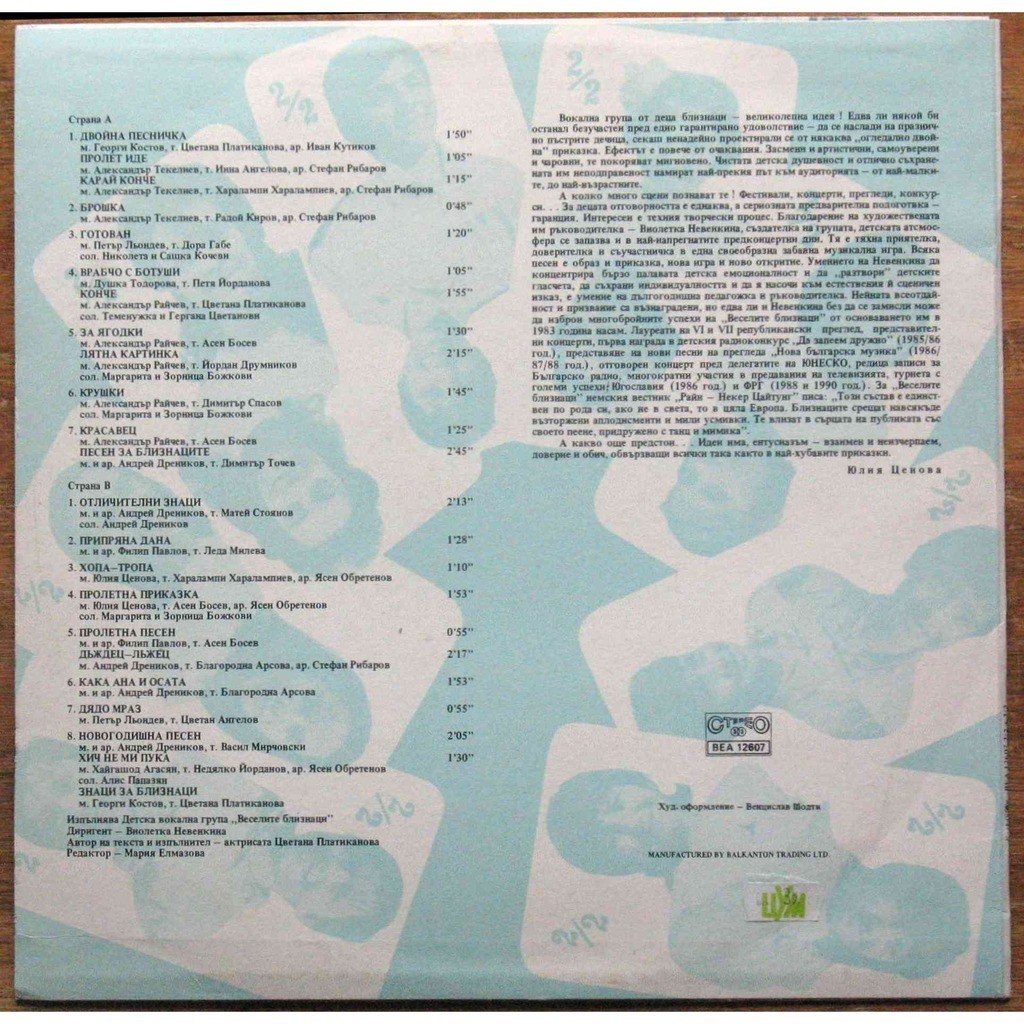 Страна А
1. ДВОЙНА ПЕСНИЧКА 1'50"
м. Георги Костов, т. Цветана Платиканова, ар. Иван Кутиков
ПРОЛЕТ ИДЕ 1'05"
м. Александър Текелиев, т. Инна Ангелова, ар. Стефан Рибаров
КАРАЙ КОНЧЕ 1'15"
м. Александър Текелиев, т. Харалампи Харалампиев, ар. Стефан Рибаров
2. БРОШКА 0'48"
м. Александър Текелиев, т. Радой Киров, ар. Стефан Рибаров
3. ГОТОВАН 1'20"
м. Петър Льондев, т. Дора Габе
сол. Николета и Сашка Кочеви
4. ВРАБЧО С БОТУШИ 1'05"
м. Душка Тодорова, т. Петя Йорданова
КОНЧЕ 1'55"
м. Александър Райчев, т. Цветана Платиканова
сол. Теменужка и Гергана Цветанови
5. ЗА ЯГОДКИ 1'30"
м. Александър Райчев, т. Асен Босев
ЛЯТНА КАРТИНКА 2'15"
м. Александър Райчев, т. Йордан Друмников
сол. Маргарита и Зорница Божкови
6. КРУШКИ 1'45"
м. Александър Райчев, т. Димитър Спасов
сол. Маргарита и Зорница Божкови
7. КРАСАВЕЦ 1'25"
м. Александър Райчев, т. Асен Босев
ПЕСЕН ЗА БЛИЗНАЦИТЕ 2'45"
м. и ар. Андрей Дреников, т. Димитър Точев
Страна В
1. ОТЛИЧИТЕЛНИ ЗНАЦИ 2'13"
м. и ар. Андрей Дреников, т. Матей Стоянов
сол. Андрей Дреников
2. ПРИПРЯНА ДАНА 1'28"
м. и ар. Филип Павлов, т. Леда Милева
3. ХОПА–ТРОПА 1'10"
м. Юлия Ценова, т. Харалампи Харалампиев, ар. Ясен Обретенов
4. ПРОЛЕТНА ПРИКАЗКА 1'53"
м. Юлия Ценова, т. Асен Босев, ар. Ясен Обретенов
сол. Маргарита и Зорница Божкови
5. ПРОЛЕТНА ПЕСЕН 0'55"
м. и ар. Филип Павлов, т. Асен Босев
ДЪЖДЕЦ–ЛЪЖЕЦ 2'17"
м. Андрей Дреников, т. Благородна Арсова, ар. Стефан Рибаров
6. КАКА АНА И ОСАТА 1'53"
м. и ар. Андрей Дреников, т. Благородна Арсова
7. ДЯДО МРАЗ 0'55"
м. Петър Льондев, т. Цветан Ангелов
8. НОВОГОДИШНА ПЕСЕН 2'05"
м. и ар. Андрей Дреников, т. Васил Мирчовски
ХИЧ НЕ МИ ПУКА 1'30"
м. Хайгашод Агасян, т. Недялко Йорданов, ар. Ясен Обретенов
сол. Алис Папазян
ЗНАЦИ ЗА БЛИЗНАЦИ
м. Георги Костов, т. Цветана Платиканова
Изпълнява Детска вокална група „Веселите близнаци"
Диригент – Виолетка Невенкина
Автор на текста и изпълнител – актрисата Цветана Платиканова
Редактор – Мария Елмазова
Вокална група от деца близнаци – великолепна идея ! Едва ли някой би
останал безучастен пред едно гарантирано удоволствие – да се наслади на празнич-
но пъстрите дечица, секаш ненадейно проектирали се от някаква „огледално двой-
на" приказка. Ефектът е повече от очаквания. Засмени и артистични, самоуверени
и чаровни, те покоряват мигновено. Чистата детска душевност и отлично съхране-
ната им неподправеност намират най-прекия път към аудиторията – от най-малки-
те, до най-възрастните.
А колко много сцени познават те ! Фестивали, концерти, прегледи, конкур-
си. . . За децата отговорността е еднаква, а сериозната предварителна подготовка –
гаранция. Интересен е техния творчески процес. Благодарение на художествената
им ръководителка – Виолетка Невенкина, създателка на групата, детската атсмос-
фера се запазва и в най-напрегнатите предконцертни дни. Тя е тяхна приятелка,
доверителка и съучастничка в една своеобразна забавна музикална игра. Всяка
песен е образ и приказка, нова игра и ново откритие. Умението на Невенкина да
концентрира бързо палавата детска емоционалност и да „разтвори" детските
гласчета, да съхрани индивидуалността и да я насочи към естествения й сценичен
изказ, е умение на дългогодишна педагожка и ръководителка. Нейната всеотдай-
ност и призвание са възнаградени, но едва ли и Невенкина без да се замисли може
да изброи многобройните успехи на „Веселите близнаци" от основаването им в
1983 година насам. Лауреати на VI и VII републикански преглед, представител-
ни концерти, първа награда в детския радиоконкурс „Да запеем дружно" (1985/86
год.), представяне на нови песни на прегледа „Нова българска музика" (1986/
87/88 год.), отговорен концерт пред делегатите на ЮНЕСКО, редица записи за
Българско радио, многократни участия в предавания на телевизията, турнета с
големи успехи: Югославия (1986 год.) и ФРГ (1988 и 1990 год.). За „Веселите
близнаци" немския вестник „Райн – Некер Цайтунг" писа: „Този състав е единст-
вен по рода си, ако не в света, то в цяла Европа. Близнаците срещат навсякъде
възторжени аплодисменти и мили усмивки. Те влизат в сърцата на публиката със
своето пеене, придружено с танц и мимика".
А какво още предстои. . . Идеи има, ентусиазъм – взаимен и неизчерпаем,
доверие и обич, обвързващи всички така както в най-хубавите приказки.
Юлия Ценова
2/2
2/2
СТЕРЕО
33
ВЕА 12607
Худ. оформление – Венцислав Шодти
MANUFACTURED BY BALKANTON TRADING LTD.
ЦУМ